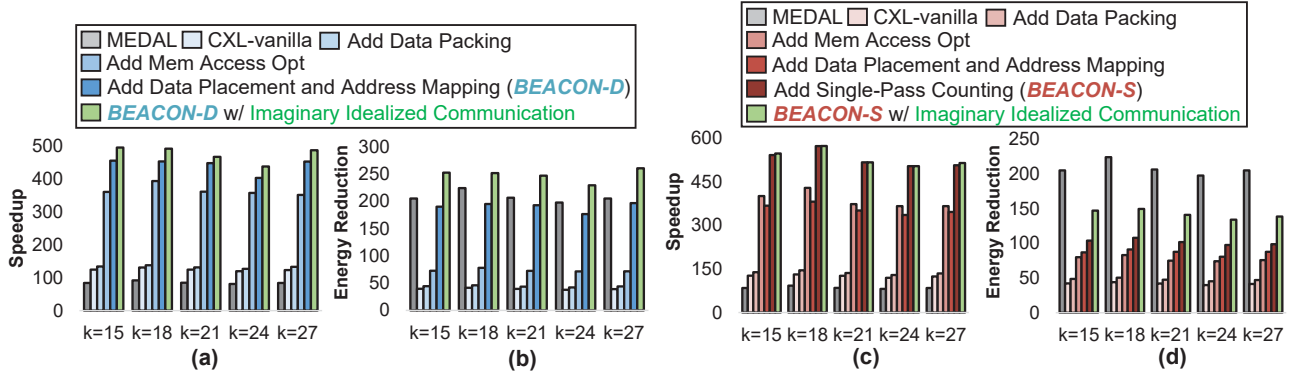 MEDAL CXL-vanilla Add Data Packing
Add Mem Access Opt
Add Data Placement and Address Mapping (BEACON-D)
BEACON-D w/ Imaginary Idealized Communication
Speedup
500
400
300
200
100
0
k=15 k=18 k=21 k=24 k=27
(a)
Energy Reduction
300
250
200
150
100
50
0
k=15 k=18 k=21 k=24 k=27
(b)
MEDAL CXL-vanilla Add Data Packing
Add Mem Access Opt
Add Data Placement and Address Mapping
Add Single-Pass Counting (BEACON-S)
BEACON-S w/ Imaginary Idealized Communication
Speedup
600
450
300
150
0
k=15 k=18 k=21 k=24 k=27
(c)
Energy Reduction
250
200
150
100
50
0
k=15 k=18 k=21 k=24 k=27
(d)